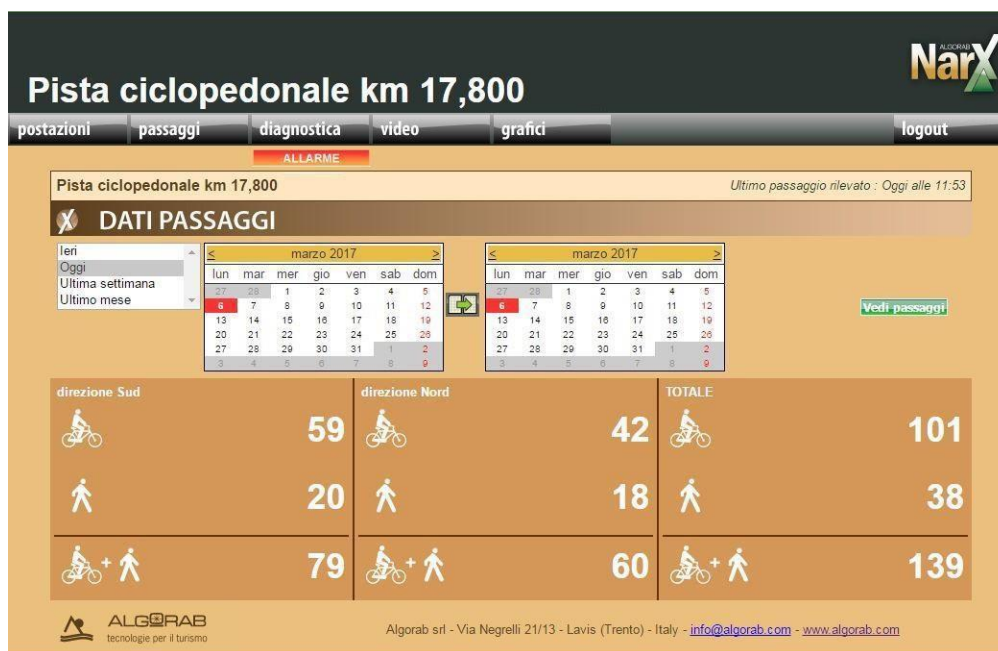 ALGORAB
NarX
Pista ciclopedonale km 17,800
postazioni passaggi diagnostica video grafici logout
ALLARME
Pista ciclopedonale km 17,800 Ultimo passaggio rilevato : Oggi alle 11:53
X DATI PASSAGGI
Ieri
Oggi
Ultima settimana
Ultimo mese
< marzo 2017 >
lun mar mer gio ven sab dom
27 28 1 2 3 4 5
6 7 8 9 10 11 12
13 14 15 16 17 18 19
20 21 22 23 24 25 26
27 28 29 30 31 1 2
3 4 5 6 7 8 9
< marzo 2017 >
lun mar mer gio ven sab dom
27 28 1 2 3 4 5
6 7 8 9 10 11 12
13 14 15 16 17 18 19
20 21 22 23 24 25 26
27 28 29 30 31 1 2
3 4 5 6 7 8 9
Vedi passaggi
direzione Sud direzione Nord TOTALE
59 42 101
20 18 38
+ 79 + 60 + 139
ALGORAB
tecnologie per il turismo
Algorab srl - Via Negrelli 21/13 - Lavis (Trento) - Italy - info@algorab.com - www.algorab.com